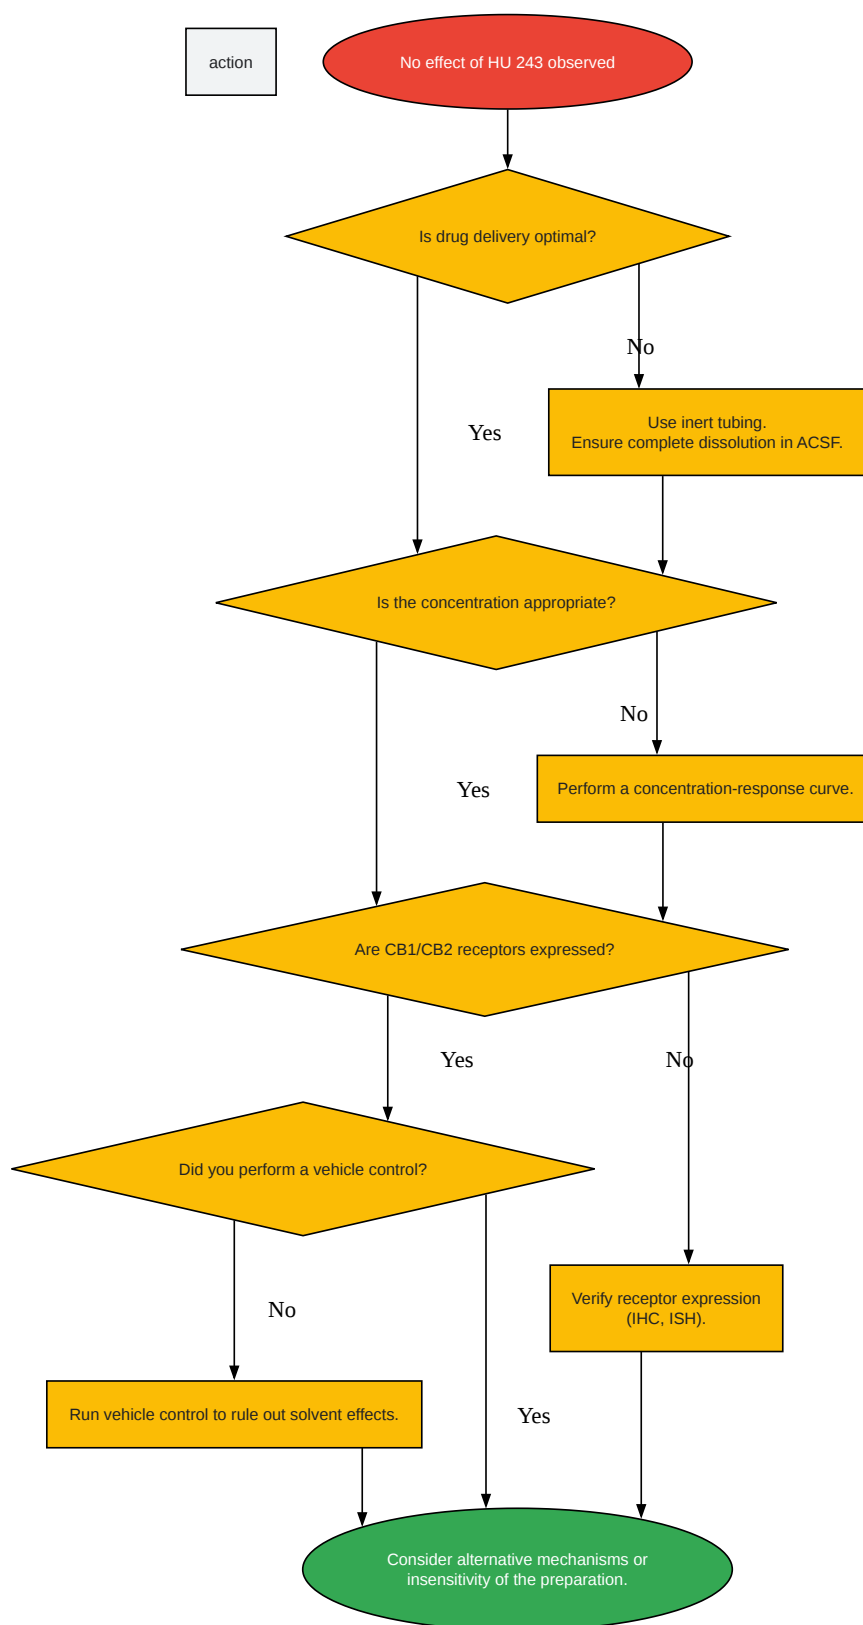 action
No effect of HU 243 observed
Is drug delivery optimal?
No
Use inert tubing.
Ensure complete dissolution in ACSF.
Yes
Is the concentration appropriate?
No
Perform a concentration-response curve.
Yes
Are CB1/CB2 receptors expressed?
Yes
No
Did you perform a vehicle control?
Verify receptor expression
(IHC, ISH).
No
Run vehicle control to rule out solvent effects.
Yes
Consider alternative mechanisms or
insensitivity of the preparation.